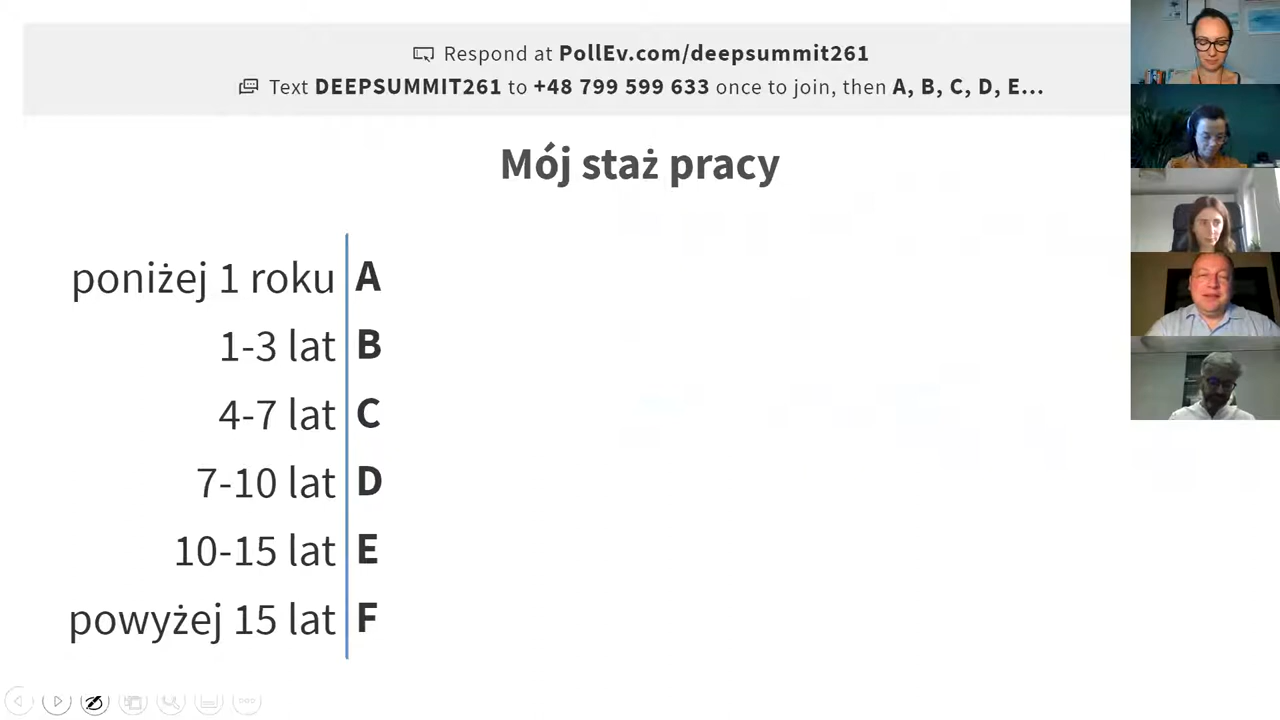 Respond at PollEv.com/deepsummit261
Text DEEPSUMMIT261 to +48 799 599 633 once to join, then A, B, C, D, E...
Mój staż pracy
poniżej 1 roku A
1-3 lat B
4-7 lat C
7-10 lat D
10-15 lat E
powyżej 15 lat F